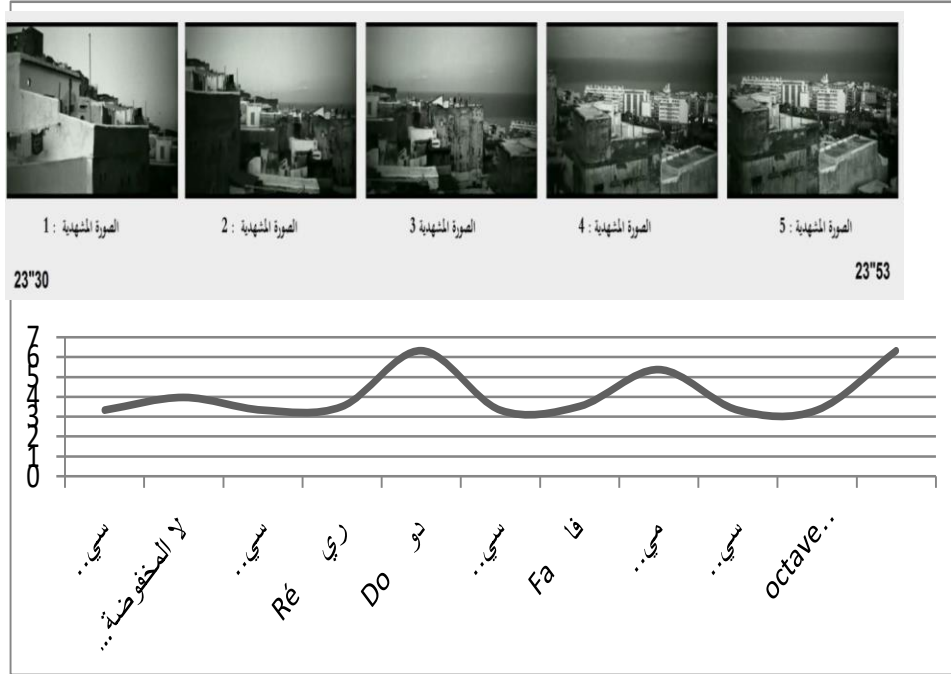 الصورة المشهدية : 1
الصورة المشهدية : 2
الصورة المشهدية 3
الصورة المشهدية : 4
الصورة المشهدية : 5
23"30
23"53
7
6
5
4
3
2
1
0
سي..
لا المخفوضة ...
سي..
ري Ré
دو Do
سي..
فا Fa
مي..
سي..
octave..